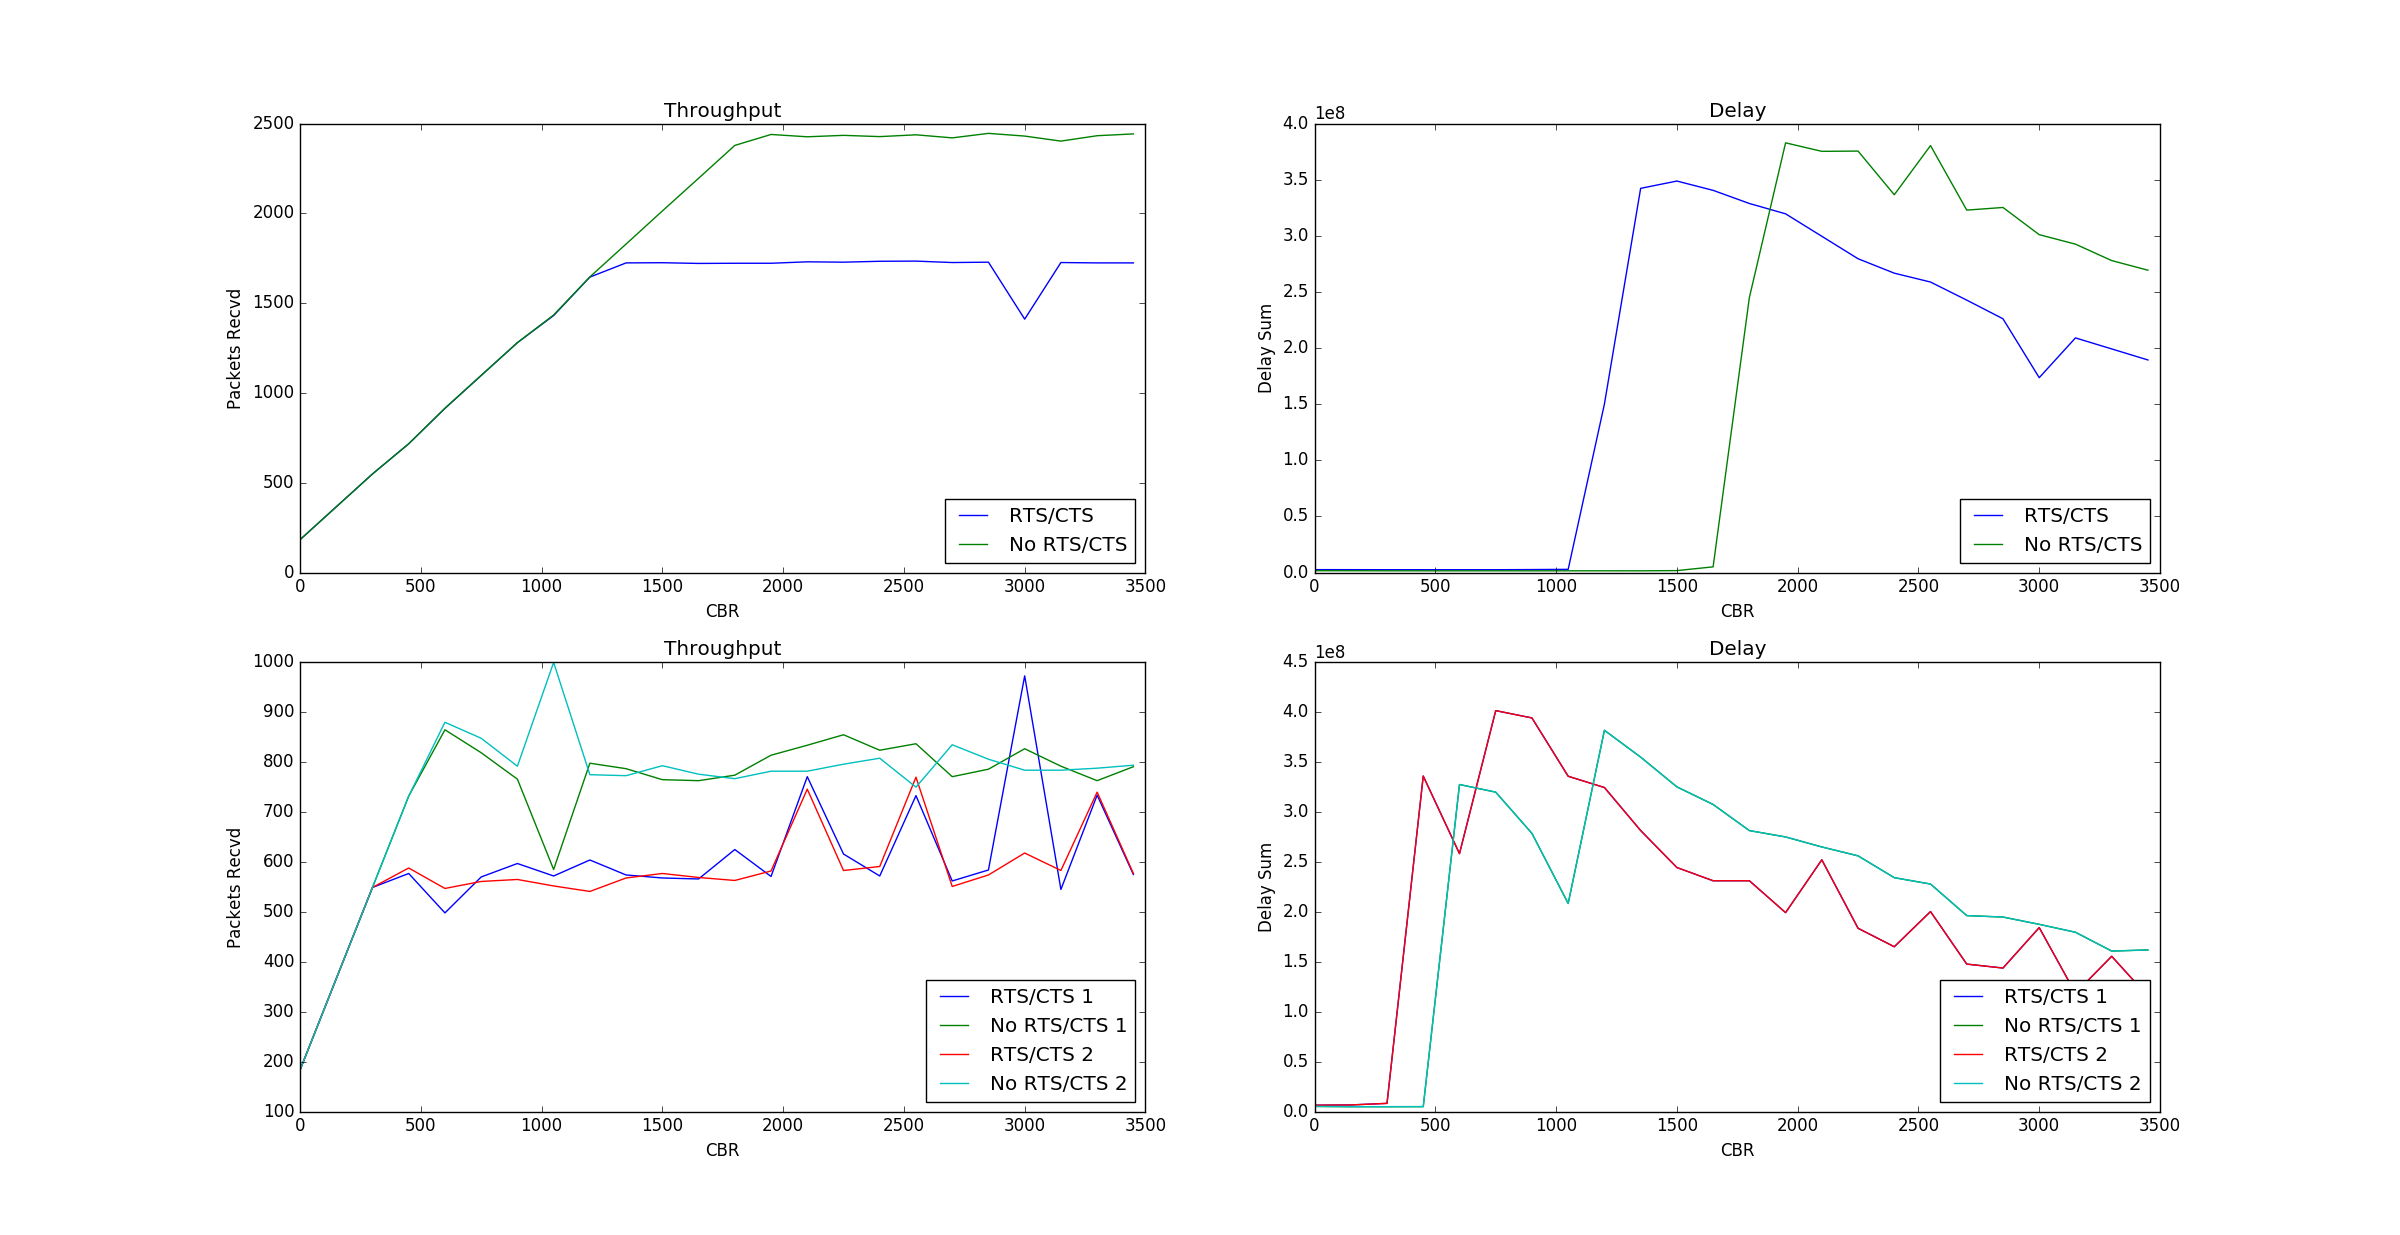 Throughput
2500
2000
1500
1000
500
0
Packets Recvd
0 500 1000 1500 2000 2500 3000 3500
CBR
RTS/CTS
No RTS/CTS
Delay
1e8
4.0
3.5
3.0
2.5
2.0
1.5
1.0
0.5
0.0
Delay Sum
0 500 1000 1500 2000 2500 3000 3500
CBR
RTS/CTS
No RTS/CTS
Throughput
1000
900
800
700
600
500
400
300
200
100
Packets Recvd
0 500 1000 1500 2000 2500 3000 3500
CBR
RTS/CTS 1
No RTS/CTS 1
RTS/CTS 2
No RTS/CTS 2
Delay
1e8
4.5
4.0
3.5
3.0
2.5
2.0
1.5
1.0
0.5
0.0
Delay Sum
0 500 1000 1500 2000 2500 3000 3500
CBR
RTS/CTS 1
No RTS/CTS 1
RTS/CTS 2
No RTS/CTS 2